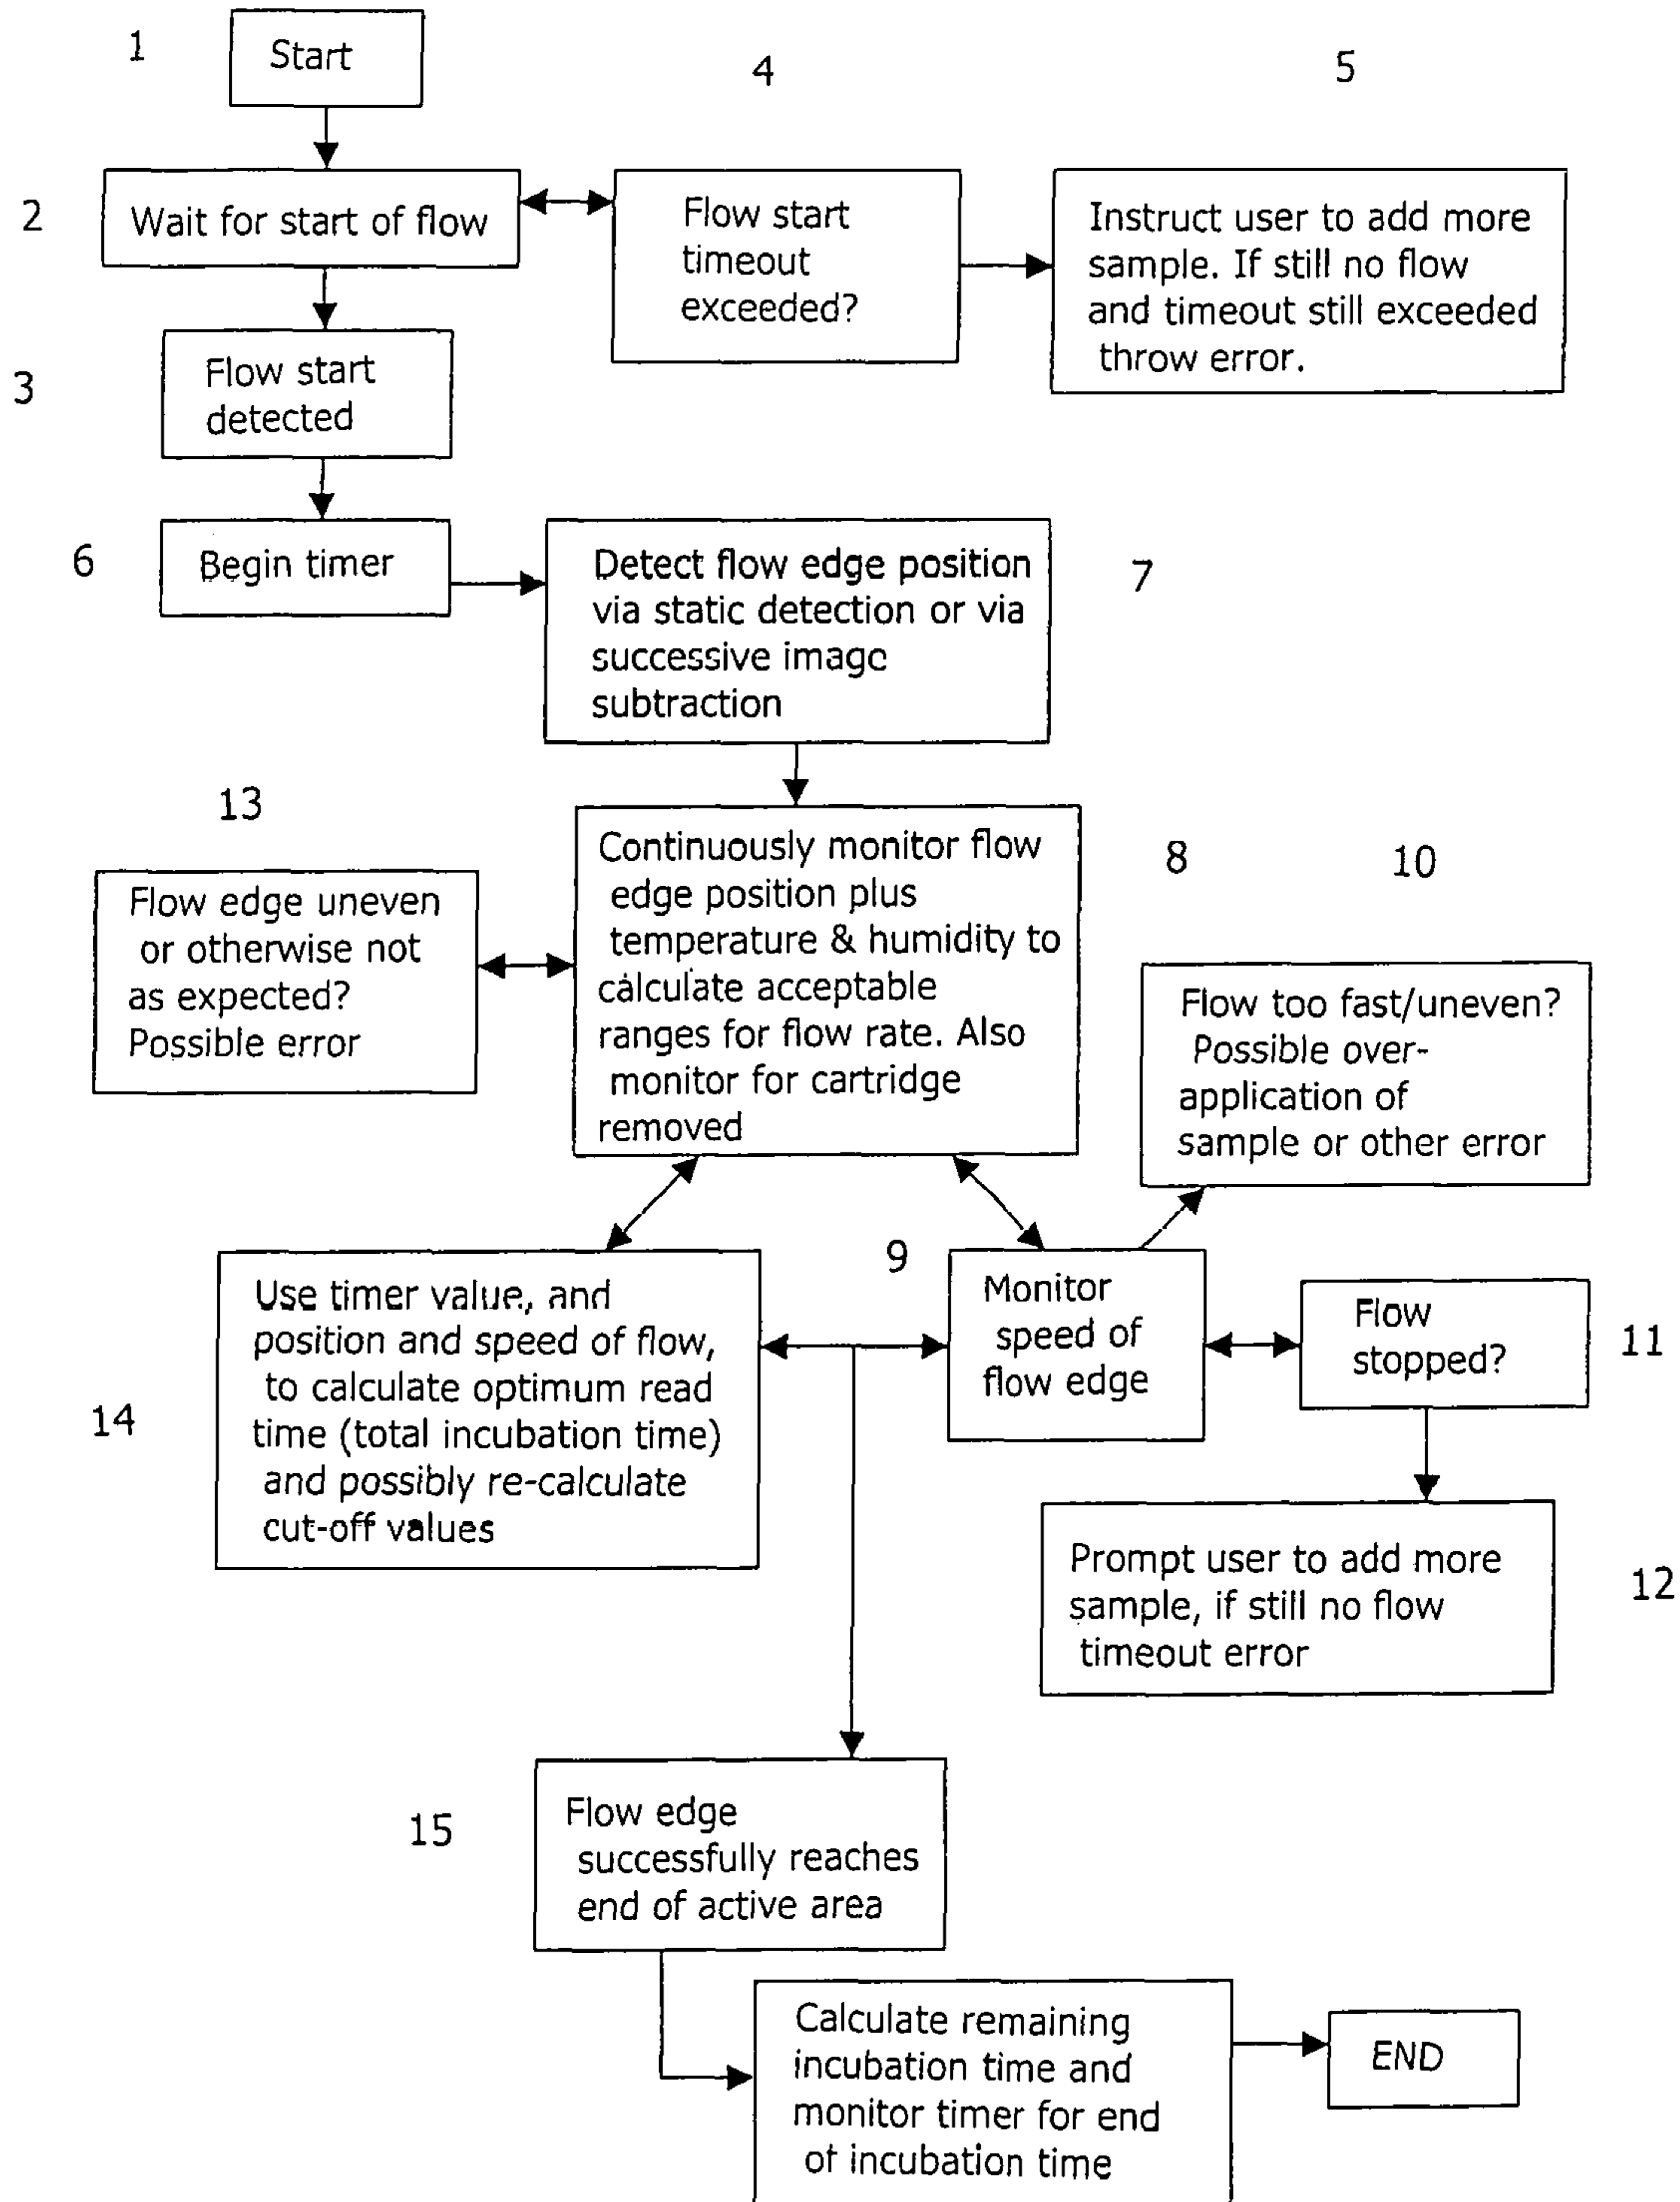 1
Start
4
5
2
Wait for start of flow
Flow start
timeout
exceeded?
Instruct user to add more
sample. If still no flow
and timeout still exceeded
throw error.
3
Flow start
detected
6
Begin timer
Detect flow edge position
via static detection or via
successive image
subtraction
7
13
Flow edge uneven
or otherwise not
as expected?
Possible error
Continuously monitor flow
edge position plus
temperature & humidity to
calculate acceptable
ranges for flow rate. Also
monitor for cartridge
removed
8
10
Flow too fast/uneven?
Possible over-
application of
sample or other error
14
Use timer value, and
position and speed of flow,
to calculate optimum read
time (total incubation time)
and possibly re-calculate
cut-off values
9
Monitor
speed of
flow edge
Flow
stopped?
11
Prompt user to add more
sample, if still no flow
timeout error
12
15
Flow edge
successfully reaches
end of active area
Calculate remaining
incubation time and
monitor timer for end
of incubation time
END